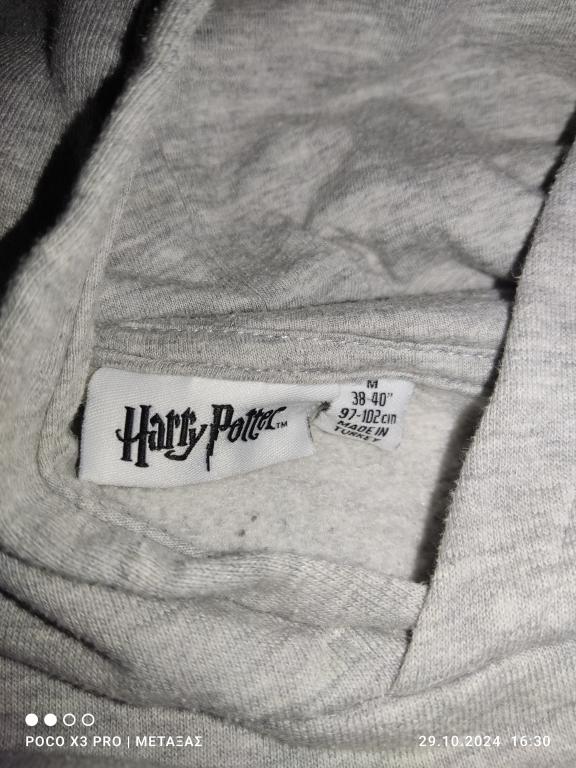 Harry Potter™
M
38-40"
97-102cm
MADE IN
TURKEY
POCO X3 PRO | ΜΕΤΑΞΑΣ
29.10.2024 16:30